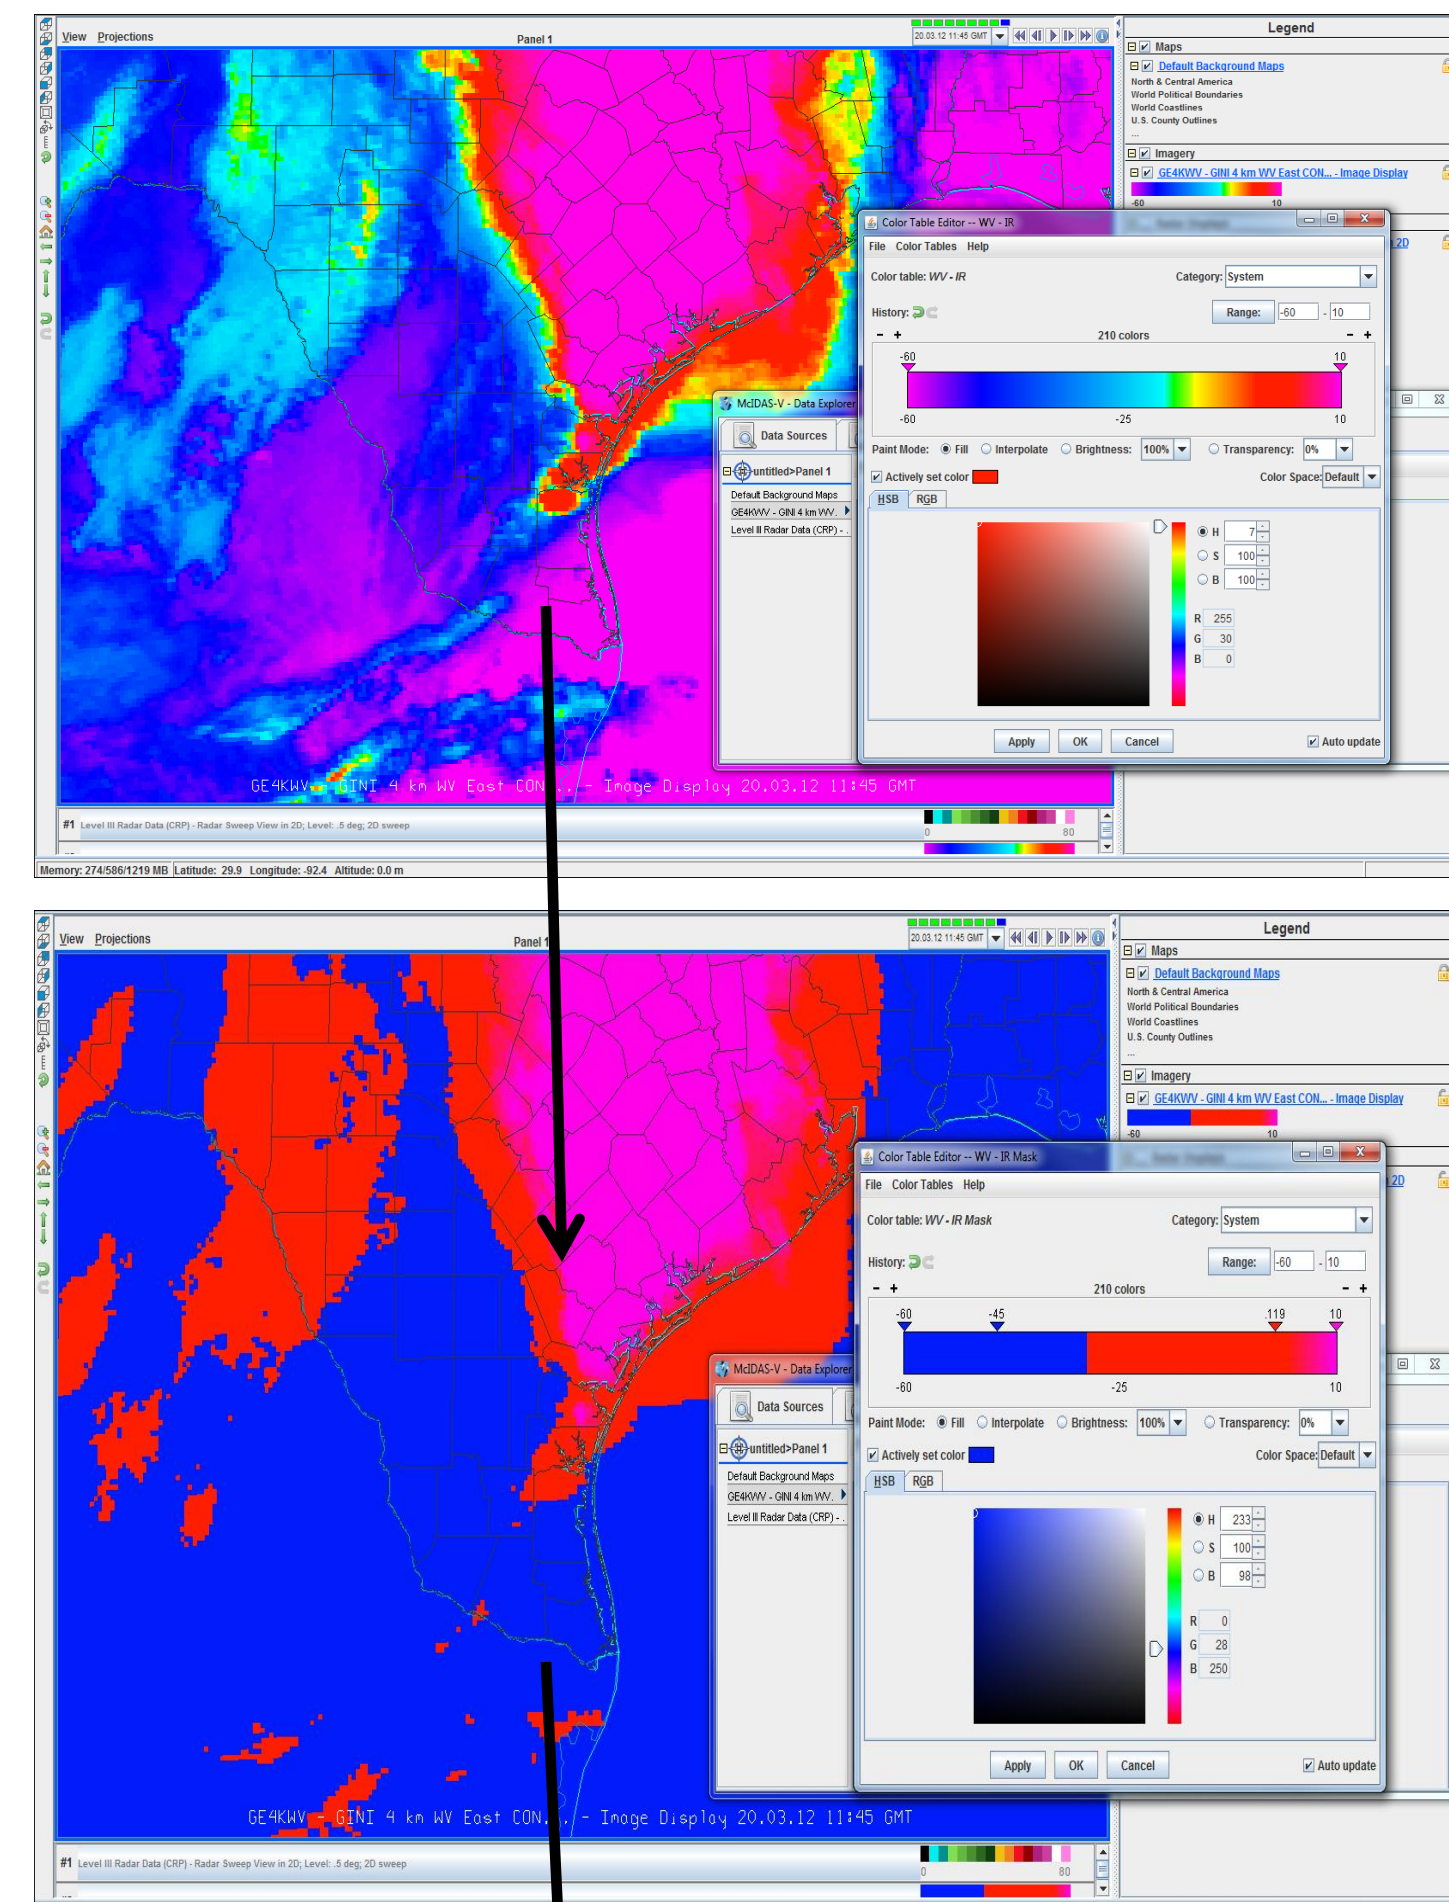 View Projections
Panel 1
20.03.12 11:45 GMT
Legend
Maps
Default Background Maps
North & Central America
World Political Boundaries
World Coastlines
U.S. County Outlines
...
Imagery
GE4KWV - GINI 4 km WV East CON... - Image Display
-60 10
2D
Color Table Editor -- WV - IR
File Color Tables Help
Color table: WV - IR
Category: System
History:
Range: -60 - 10
- + 210 colors - +
-60 10
-60 -25 10
Paint Mode: Fill Interpolate Brightness: 100% Transparency: 0%
Actively set color
Color Space: Default
HSB RGB
H 7
S 100
B 100
R 255
G 30
B 0
Apply OK Cancel Auto update
McIDAS-V - Data Explorer
Data Sources
untitled>Panel 1
Default Background Maps
GE4KWV - GINI 4 km WV.
Level III Radar Data (CRP) - .
GE4KWV - GINI 4 km WV East CON... - Image Display 20.03.12 11:45 GMT
#1 Level III Radar Data (CRP) - Radar Sweep View in 2D; Level: .5 deg; 2D sweep
0 80
Memory: 274/586/1219 MB Latitude: 29.9 Longitude: -92.4 Altitude: 0.0 m
View Projections
Panel 1
20.03.12 11:45 GMT
Legend
Maps
Default Background Maps
North & Central America
World Political Boundaries
World Coastlines
U.S. County Outlines
...
Imagery
GE4KWV - GINI 4 km WV East CON... - Image Display
-60 10
2D
Color Table Editor -- WV - IR Mask
File Color Tables Help
Color table: WV - IR Mask
Category: System
History:
Range: -60 - 10
- + 210 colors - +
-60 -45 .119 10
-60 -25 10
Paint Mode: Fill Interpolate Brightness: 100% Transparency: 0%
Actively set color
Color Space: Default
HSB RGB
H 233
S 100
B 98
R 0
G 28
B 250
Apply OK Cancel Auto update
McIDAS-V - Data Explorer
Data Sources
untitled>Panel 1
Default Background Maps
GE4KWV - GINI 4 km WV.
Level III Radar Data (CRP) - .
GE4KWV - GINI 4 km WV East CON... - Image Display 20.03.12 11:45 GMT
#1 Level III Radar Data (CRP) - Radar Sweep View in 2D; Level: .5 deg; 2D sweep
0 80